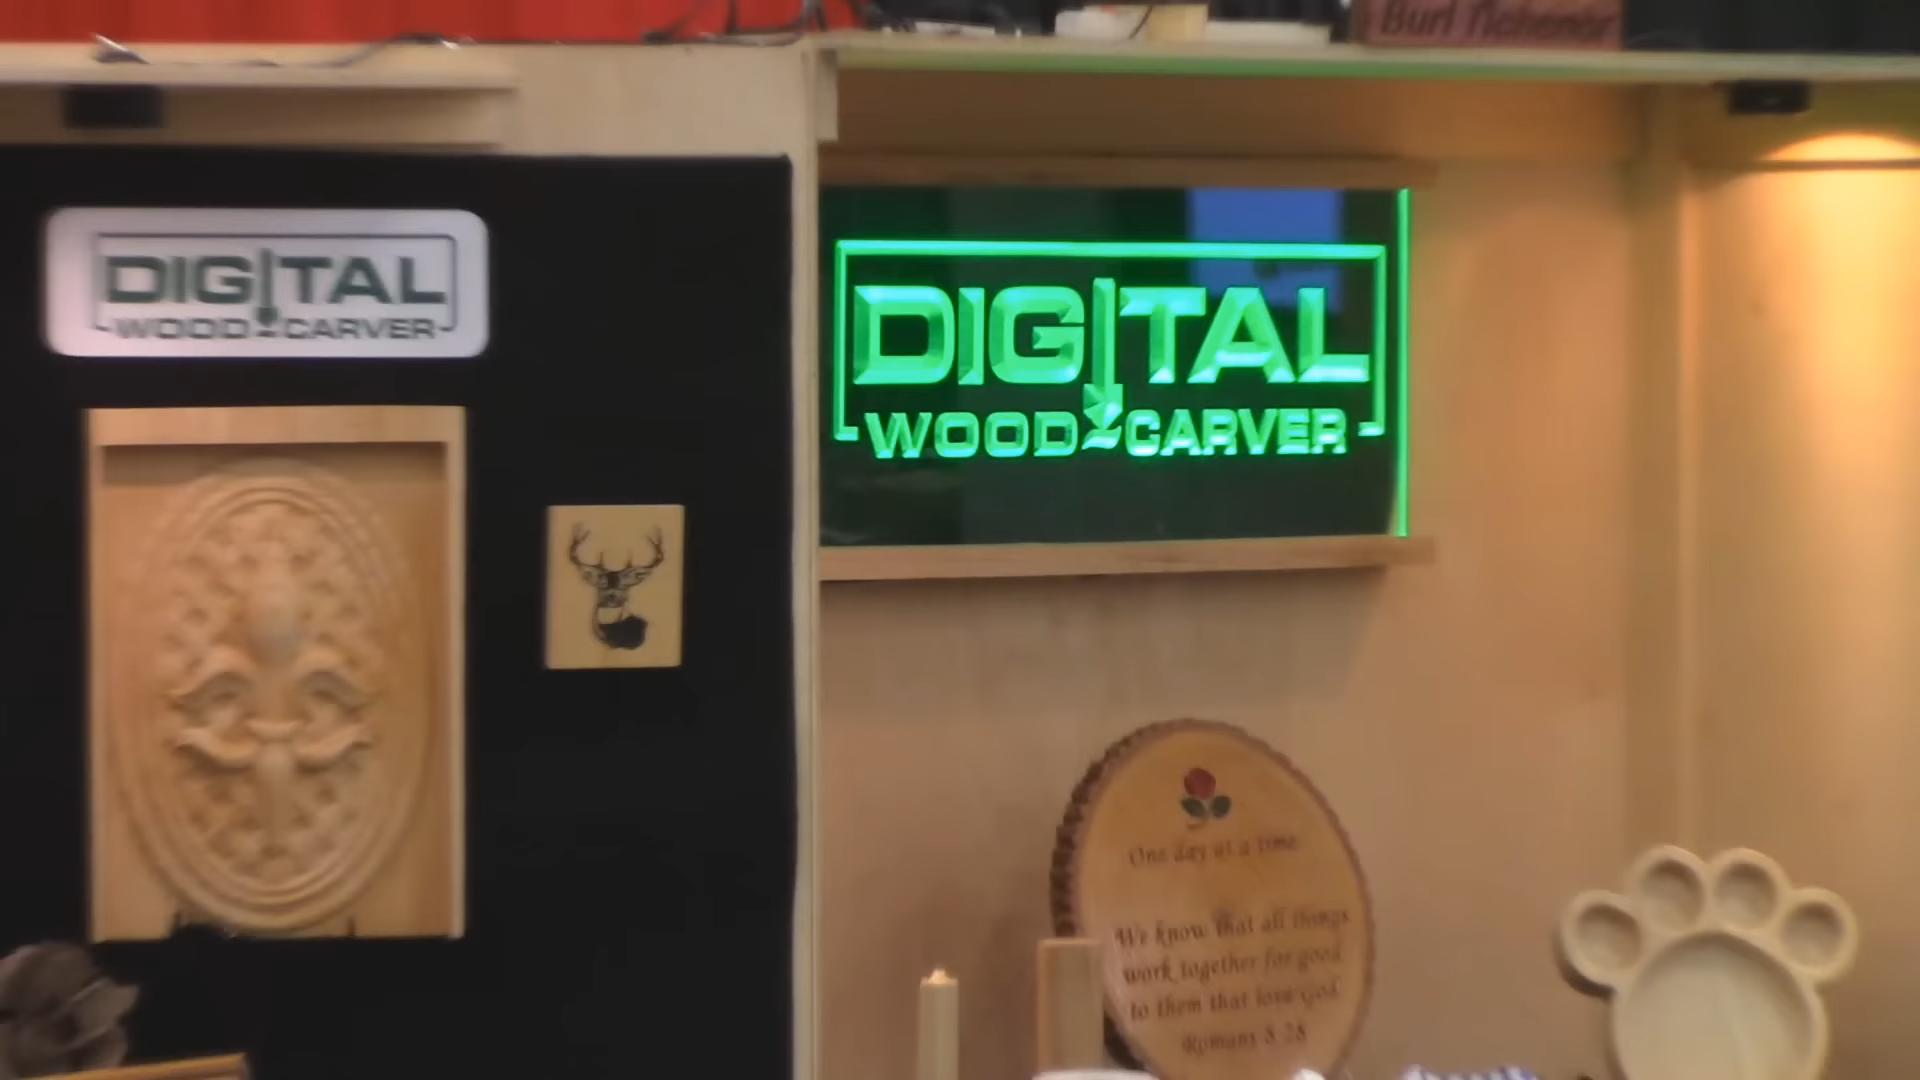 Burl
DIGITAL
WOOD CARVER
DIGITAL
WOOD CARVER
One day at a time
We know that all things
work together for good
to them that love God
Romans 8 28